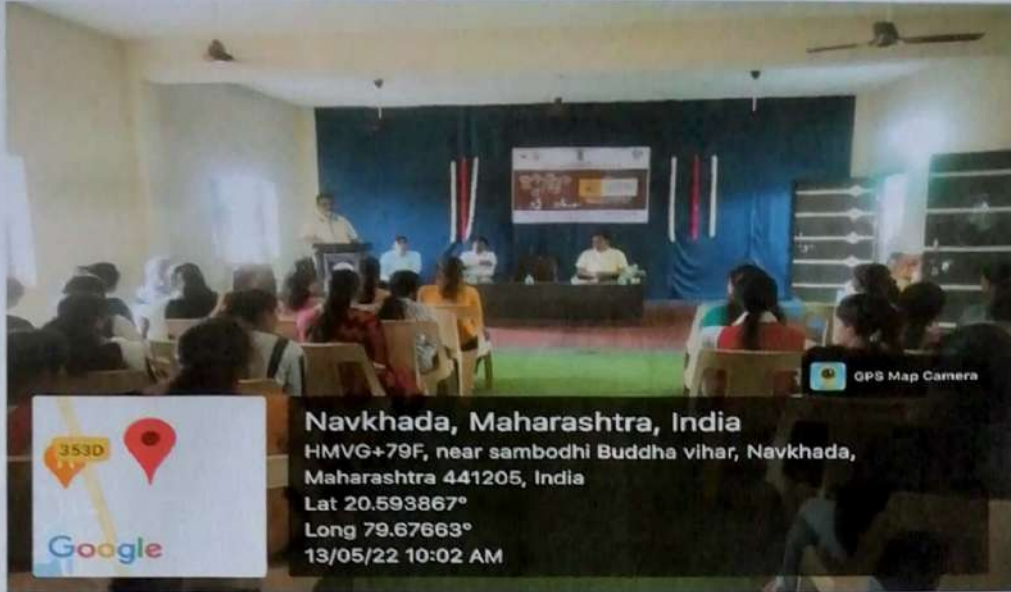 GPS Map Camera
353D
Google
Navkhada, Maharashtra, India
HMVG+79F, near sambodhi Buddha vihar, Navkhada,
Maharashtra 441205, India
Lat 20.593867°
Long 79.67663°
13/05/22 10:02 AM